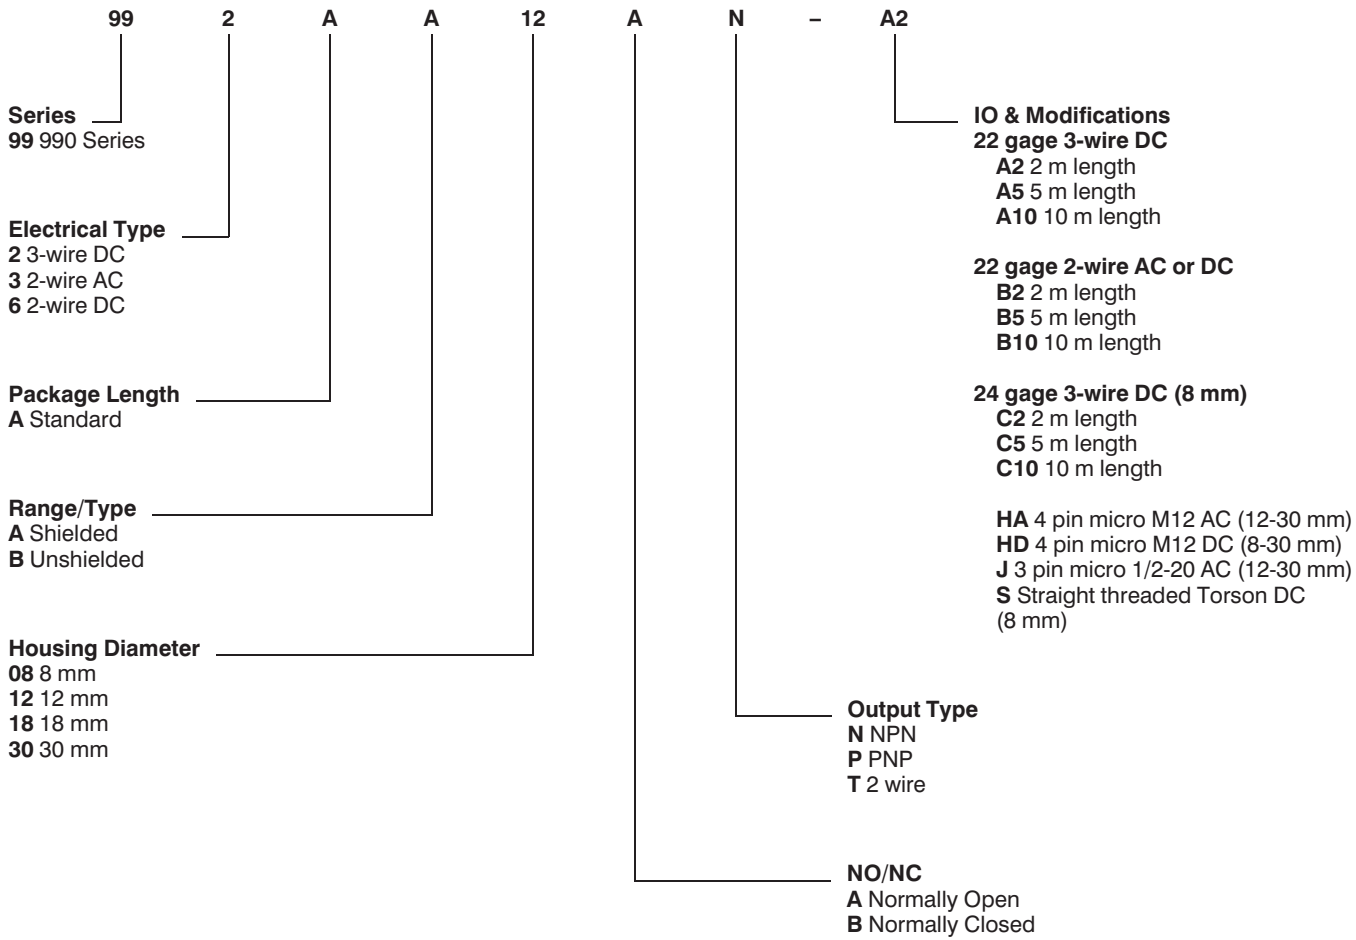 99 2 A A 12 A N – A2
Series
99 990 Series
Electrical Type
2 3-wire DC
3 2-wire AC
6 2-wire DC
Package Length
A Standard
Range/Type
A Shielded
B Unshielded
Housing Diameter
08 8 mm
12 12 mm
18 18 mm
30 30 mm
IO & Modifications
22 gage 3-wire DC
A2 2 m length
A5 5 m length
A10 10 m length
22 gage 2-wire AC or DC
B2 2 m length
B5 5 m length
B10 10 m length
24 gage 3-wire DC (8 mm)
C2 2 m length
C5 5 m length
C10 10 m length
HA 4 pin micro M12 AC (12-30 mm)
HD 4 pin micro M12 DC (8-30 mm)
J 3 pin micro 1/2-20 AC (12-30 mm)
S Straight threaded Torson DC
(8 mm)
Output Type
N NPN
P PNP
T 2 wire
NO/NC
A Normally Open
B Normally Closed